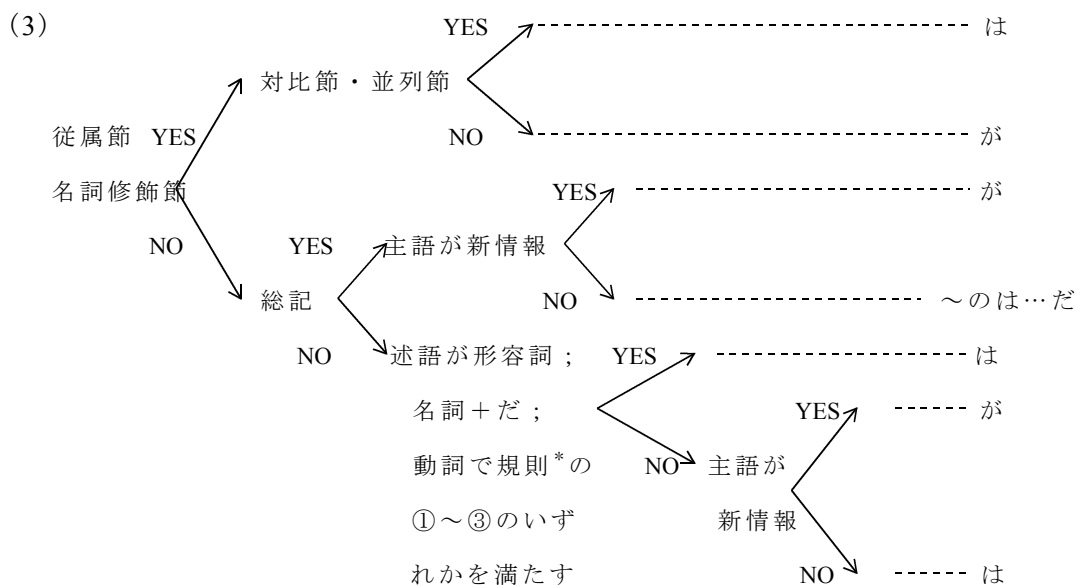 (3)
YES ---------- は
対比節・並列節
従属節 YES NO ---------- が
名詞修飾節 YES ---------- が
NO YES 主語が新情報
総記 NO ---------- ～のは…だ
NO 述語が形容詞； YES ---------- は
名詞＋だ； YES ----- が
動詞で規則*の NO 主語が
①～③のいず 新情報
れかを満たす NO ----- は